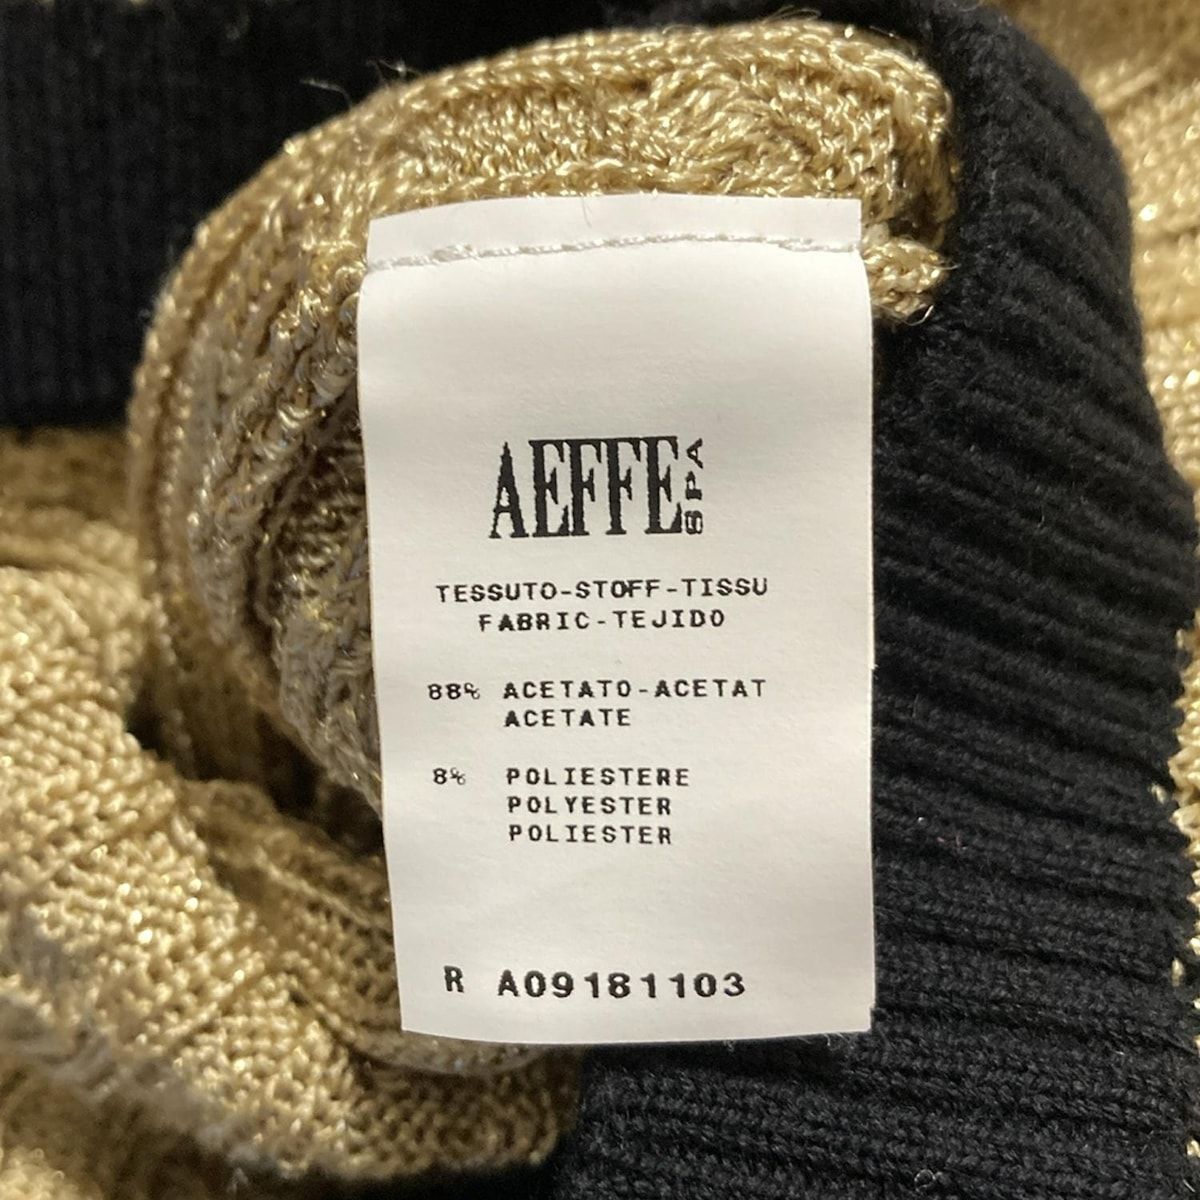 AEFFE SPA
TESSUTO-STOFF-TISSU
FABRIC-TEJIDO
88% ACETATO-ACETAT
ACETATE
8% POLIESTERE
POLYESTER
POLIESTER
R A09181103